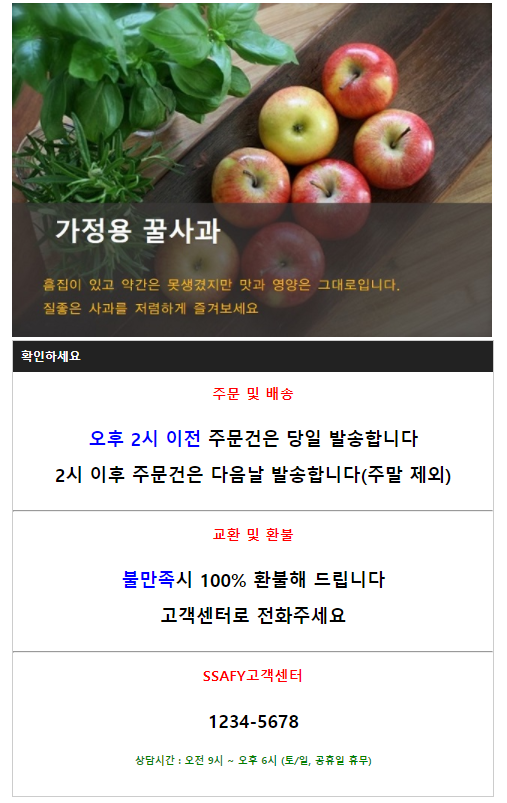 가정용 꿀사과
흠집이 있고 약간은 못생겼지만 맛과 영양은 그대로입니다.
질좋은 사과를 저렴하게 즐겨보세요
확인하세요
주문 및 배송
오후 2시 이전 주문건은 당일 발송합니다
2시 이후 주문건은 다음날 발송합니다(주말 제외)
교환 및 환불
불만족시 100% 환불해 드립니다
고객센터로 전화주세요
SSAFY고객센터
1234-5678
상담시간 : 오전 9시 ~ 오후 6시 (토/일, 공휴일 휴무)